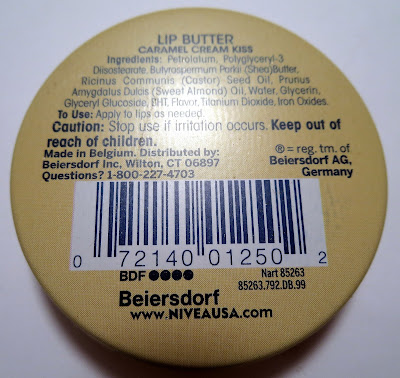 LIP BUTTER
CARAMEL CREAM KISS
Ingredients: Petrolatum, Polyglyceryl-3
Diisostearate, Butyrospermum Parkii (Shea)Butter,
Ricinus Communis (Castor) Seed Oil, Prunus
Amygdalus Dulcis (Sweet Almond) Oil, Water, Glycerin,
Glyceryl Glucoside, BHT, Flavor, Titanium Dioxide, Iron Oxides.
To Use: Apply to lips as needed.
Caution: Stop use if irritation occurs. Keep out of
reach of children.
Made in Belgium. Distributed by:
Beiersdorf Inc, Wilton, CT 06897
Questions? 1-800-227-4703
® = reg. tm. of
Beiersdorf AG,
Germany
0 72140 01250 2
BDF ●●●●
Nart 85263
85263.792.DB.99
Beiersdorf
www.NIVEAUSA.com